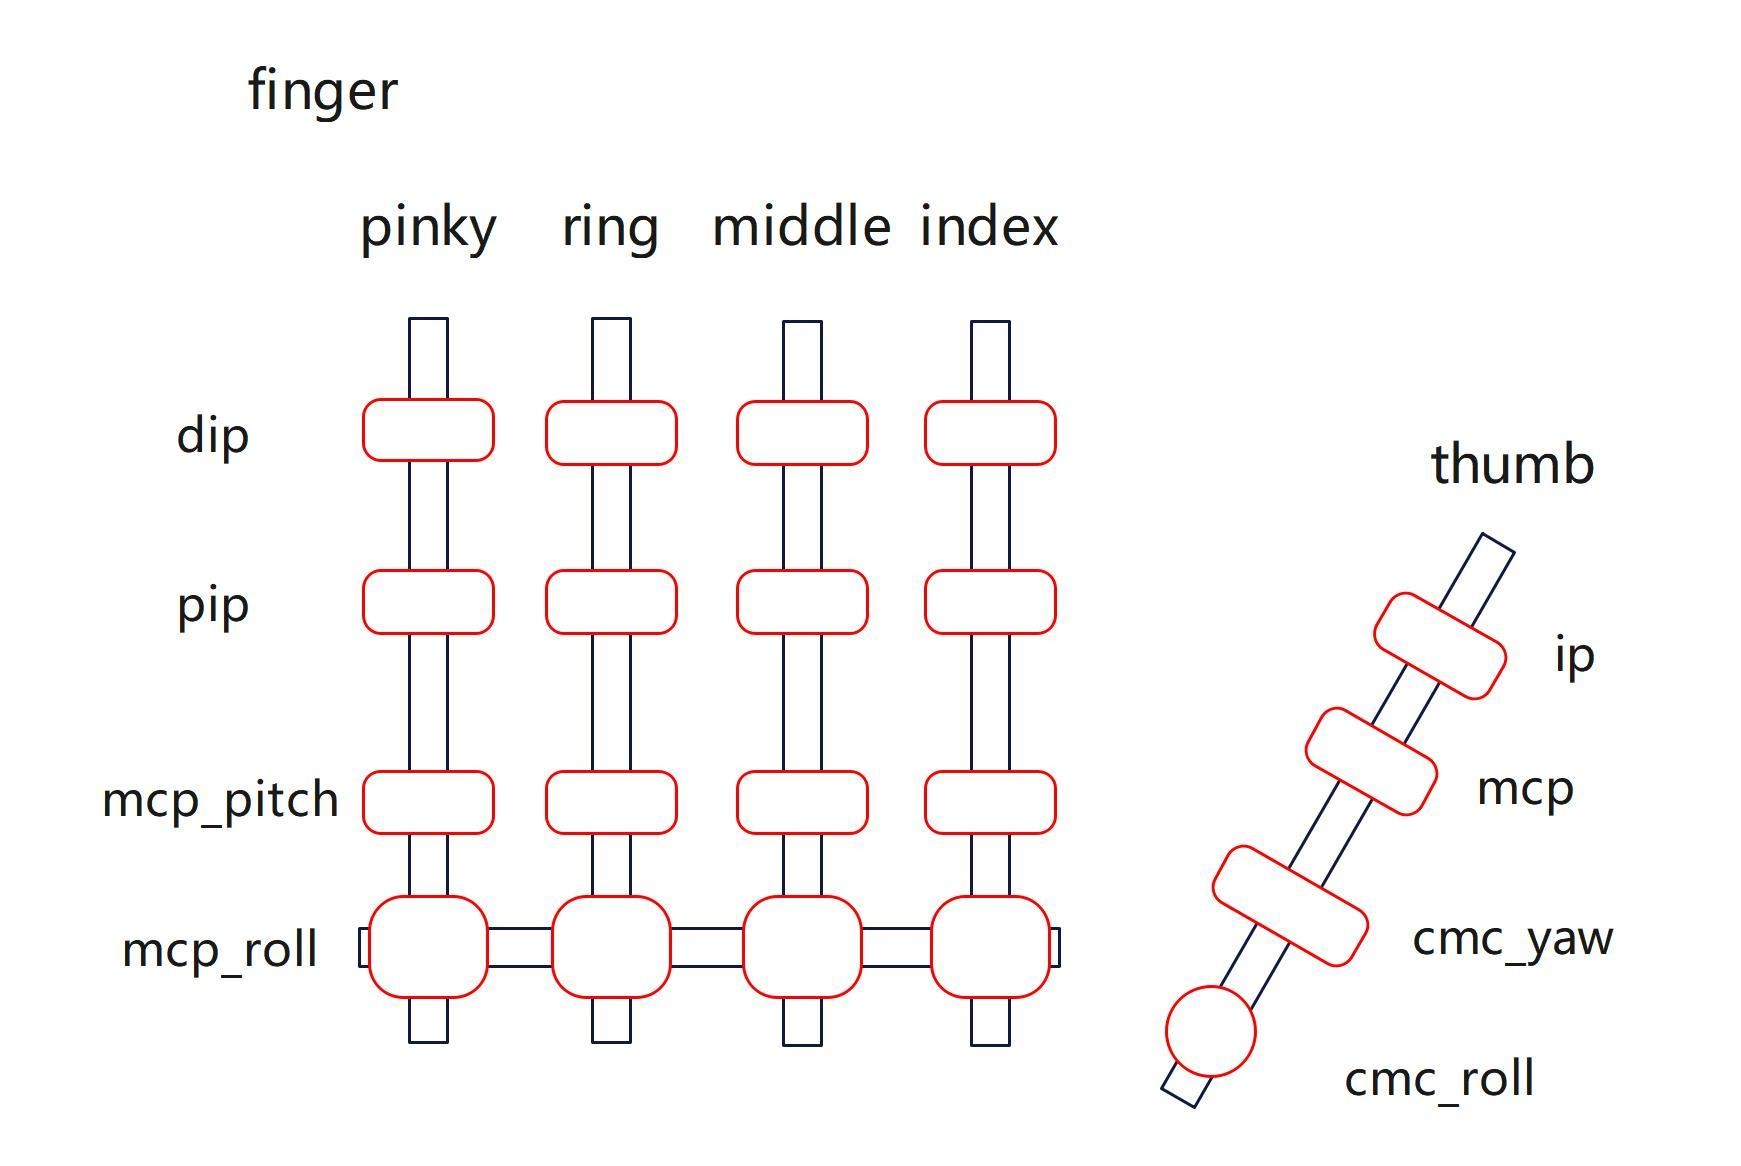 finger
pinky ring middle index
dip
thumb
pip
ip
mcp_pitch
mcp
mcp_roll
cmc_yaw
cmc_roll